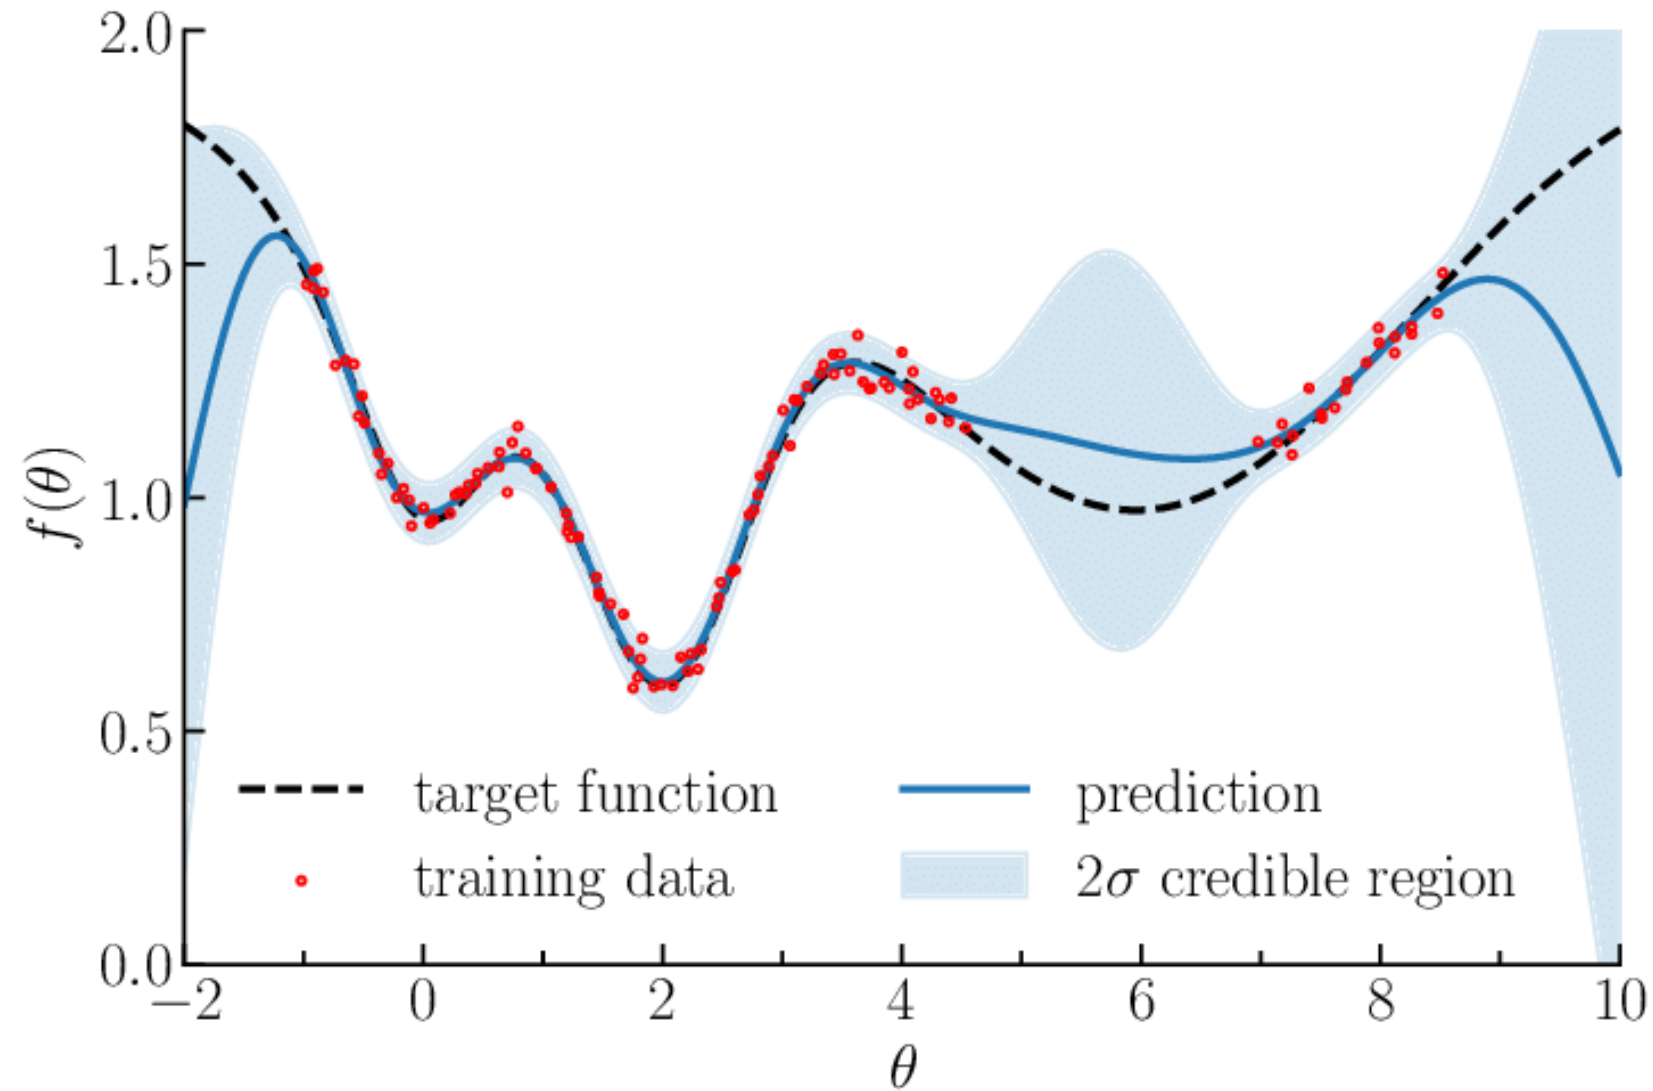 2.0
1.5
1.0
0.5
0.0
f(θ)
target function
prediction
training data
2σ credible region
−2 0 2 4 6 8 10
θ